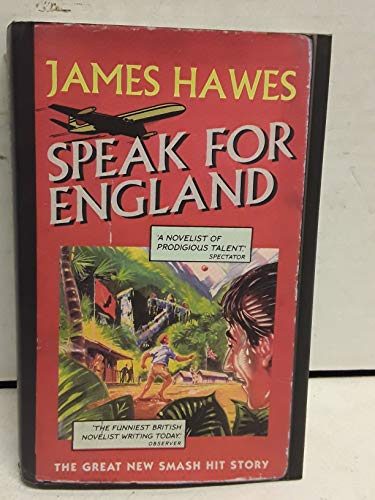 JAMES HAWES
SPEAK FOR
ENGLAND
'A NOVELIST OF
PRODIGIOUS TALENT.'
SPECTATOR
'THE FUNNIEST BRITISH
NOVELIST WRITING TODAY.'
OBSERVER
THE GREAT NEW SMASH HIT STORY